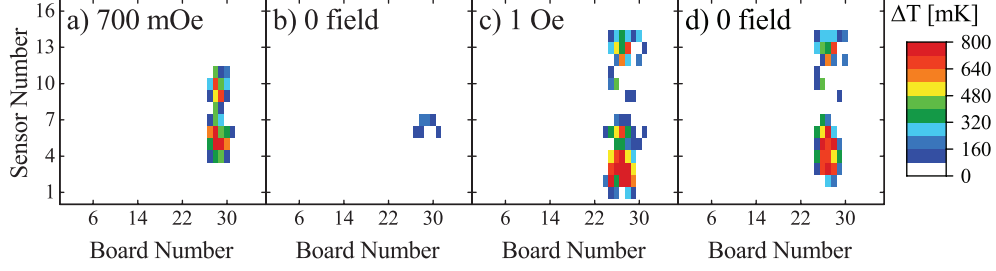 a) 700 mOe
b) 0 field
c) 1 Oe
d) 0 field
ΔT [mK]
Sensor Number
16
13
10
7
4
1
800
640
480
320
160
0
6 14 22 30
6 14 22 30
6 14 22 30
6 14 22 30
Board Number
Board Number
Board Number
Board Number